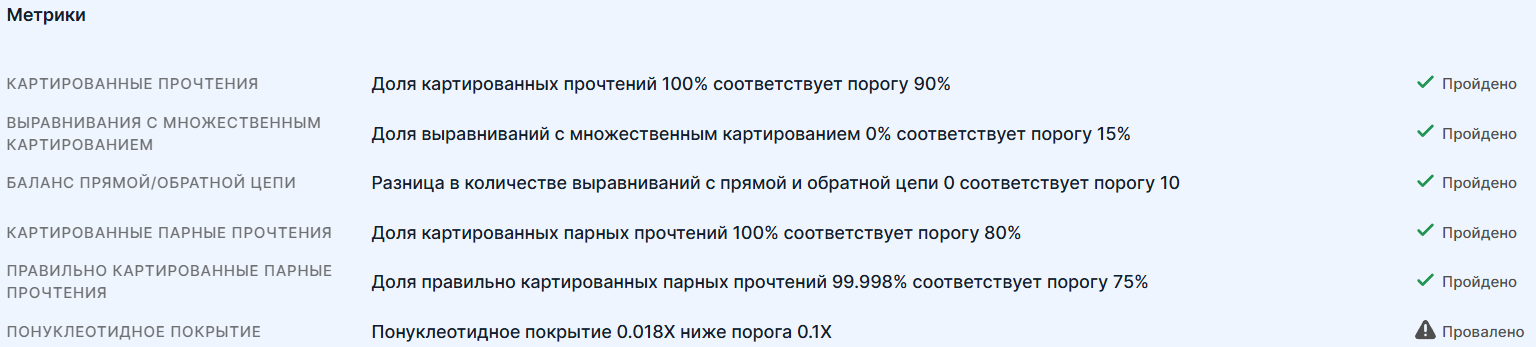 Метрики
КАРТИРОВАННЫЕ ПРОЧТЕНИЯ
Доля картированных прочтений 100% соответствует порогу 90%
Пройдено
ВЫРАВНИВАНИЯ С МНОЖЕСТВЕННЫМ
КАРТИРОВАНИЕМ
Доля выравниваний с множественным картированием 0% соответствует порогу 15%
Пройдено
БАЛАНС ПРЯМОЙ/ОБРАТНОЙ ЦЕПИ
Разница в количестве выравниваний с прямой и обратной цепи 0 соответствует порогу 10
Пройдено
КАРТИРОВАННЫЕ ПАРНЫЕ ПРОЧТЕНИЯ
Доля картированных парных прочтений 100% соответствует порогу 80%
Пройдено
ПРАВИЛЬНО КАРТИРОВАННЫЕ ПАРНЫЕ
ПРОЧТЕНИЯ
Доля правильно картированных парных прочтений 99.998% соответствует порогу 75%
Пройдено
ПОНУКЛЕОТИДНОЕ ПОКРЫТИЕ
Понуклеотидное покрытие 0.018X ниже порога 0.1X
Провалено